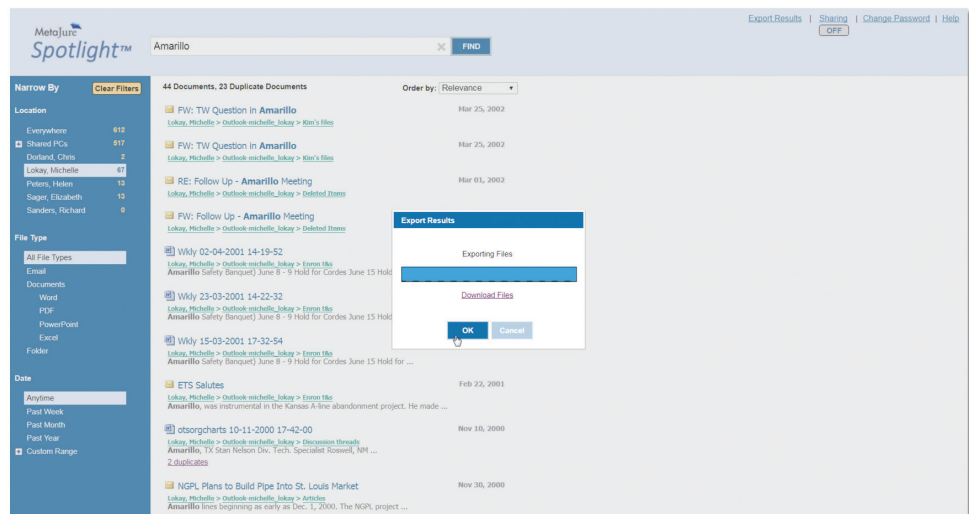 Export Results | Sharing | Change Password | Help
OFF
MetaJure
Spotlight™
Amarillo
FIND
Narrow By
Clear Filters
Location
Everywhere 612
Shared PCs 517
Dorland, Chris 2
Lokay, Michelle 67
Peters, Helen 13
Sager, Elizabeth 13
Sanders, Richard 0
File Type
All File Types
Email
Documents
Word
PDF
PowerPoint
Excel
Folder
Date
Anytime
Past Week
Past Month
Past Year
Custom Range
44 Documents, 23 Duplicate Documents
Order by: Relevance
FW: TW Question in Amarillo Mar 25, 2002
Lokay, Michelle > Outlook-michelle_lokay > Kim's files
FW: TW Question in Amarillo Mar 25, 2002
Lokay, Michelle > Outlook-michelle_lokay > Kim's files
RE: Follow Up - Amarillo Meeting Mar 01, 2002
Lokay, Michelle > Outlook-michelle_lokay > Deleted Items
FW: Follow Up - Amarillo Meeting
Lokay, Michelle > Outlook-michelle_lokay > Deleted Items
Wkly 02-04-2001 14-19-52
Lokay, Michelle > Outlook-michelle_lokay > Enron t&s
Amarillo Safety Banquet) June 8 - 9 Hold for Cordes June 15 Hold
Wkly 23-03-2001 14-22-32
Lokay, Michelle > Outlook-michelle_lokay > Enron t&s
Amarillo Safety Banquet) June 8 - 9 Hold for Cordes June 15 Hold
Wkly 15-03-2001 17-32-54
Lokay, Michelle > Outlook-michelle_lokay > Enron t&s
Amarillo Safety Banquet) June 8 - 9 Hold for Cordes June 15 Hold for ...
ETS Salutes Feb 22, 2001
Lokay, Michelle > Outlook-michelle_lokay > Enron t&s
Amarillo, was instrumental in the Kansas A-line abandonment project. He made ...
otsorgcharts 10-11-2000 17-42-00 Nov 10, 2000
Lokay, Michelle > Outlook-michelle_lokay > Discussion threads
Amarillo, TX Stan Nelson Div. Tech. Specialist Roswell, NM ...
2 duplicates
NGPL Plans to Build Pipe Into St. Louis Market Nov 30, 2000
Lokay, Michelle > Outlook-michelle_lokay > Articles
Amarillo lines beginning as early as Dec. 1, 2000. The NGPL project ...
Export Results
Exporting Files
Download Files
OK
Cancel